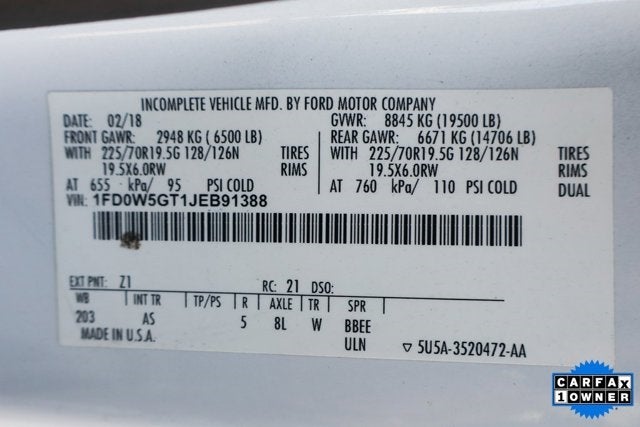 INCOMPLETE VEHICLE MFD. BY FORD MOTOR COMPANY
DATE: 02/18 GVWR: 8845 KG (19500 LB)
FRONT GAWR: 2948 KG ( 6500 LB) REAR GAWR: 6671 KG (14706 LB)
WITH 225/70R19.5G 128/126N TIRES WITH 225/70R19.5G 128/126N TIRES
19.5X6.0RW RIMS 19.5X6.0RW RIMS
AT 655 kPa/ 95 PSI COLD AT 760 kPa/ 110 PSI COLD DUAL
VIN: 1FD0W5GT1JEB91388
EXT PNT: Z1 RC: 21 DSO:
WB INT TR TP/PS R AXLE TR SPR
203 AS 5 8L W BBEE
MADE IN U.S.A. ULN ▽ 5U5A-3520472-AA
CARFAX
1 OWNER